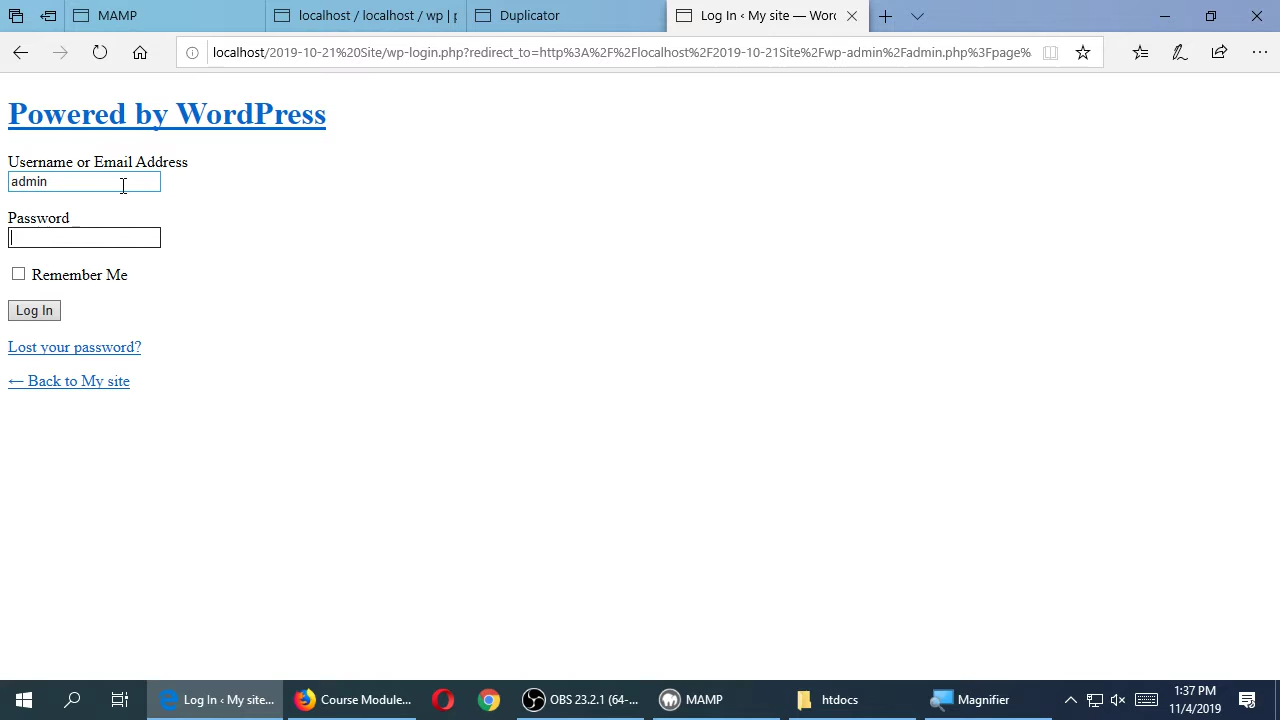 MAMP
localhost / localhost / wp | p
Duplicator
Log In ‹ My site — Wor
localhost/2019-10-21%20Site/wp-login.php?redirect_to=http%3A%2F%2Flocalhost%2F2019-10-21Site%2Fwp-admin%2Fadmin.php%3Fpage%
Powered by WordPress
Username or Email Address
admin
Password
Remember Me
Log In
Lost your password?
← Back to My site
Log In ‹ My site...
Course Module...
OBS 23.2.1 (64-...
MAMP
htdocs
Magnifier
1:37 PM
11/4/2019